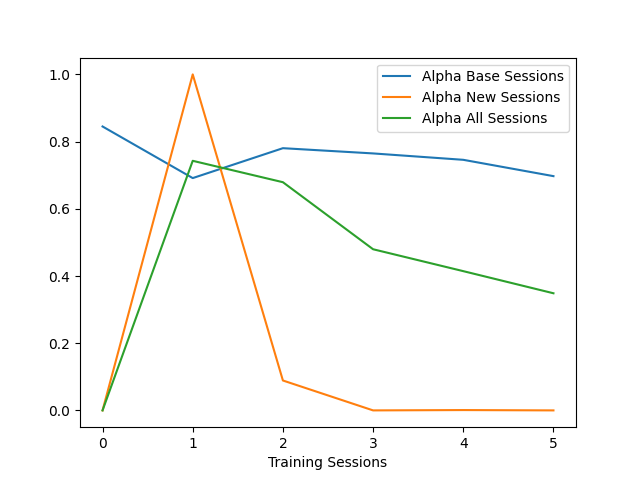 Alpha Base Sessions
Alpha New Sessions
Alpha All Sessions
1.0
0.8
0.6
0.4
0.2
0.0
0 1 2 3 4 5
Training Sessions